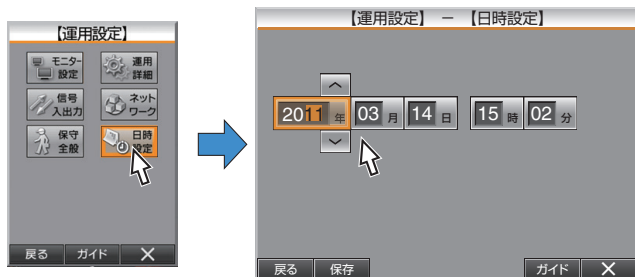 【運用設定】
モニター
設定
運用
詳細
信号
入出力
ネット
ワーク
保守
全般
日時
設定
戻る ガイド ×
【運用設定】 － 【日時設定】
2011 年 03 月 14 日 15 時 02 分
戻る 保存 ガイド ×